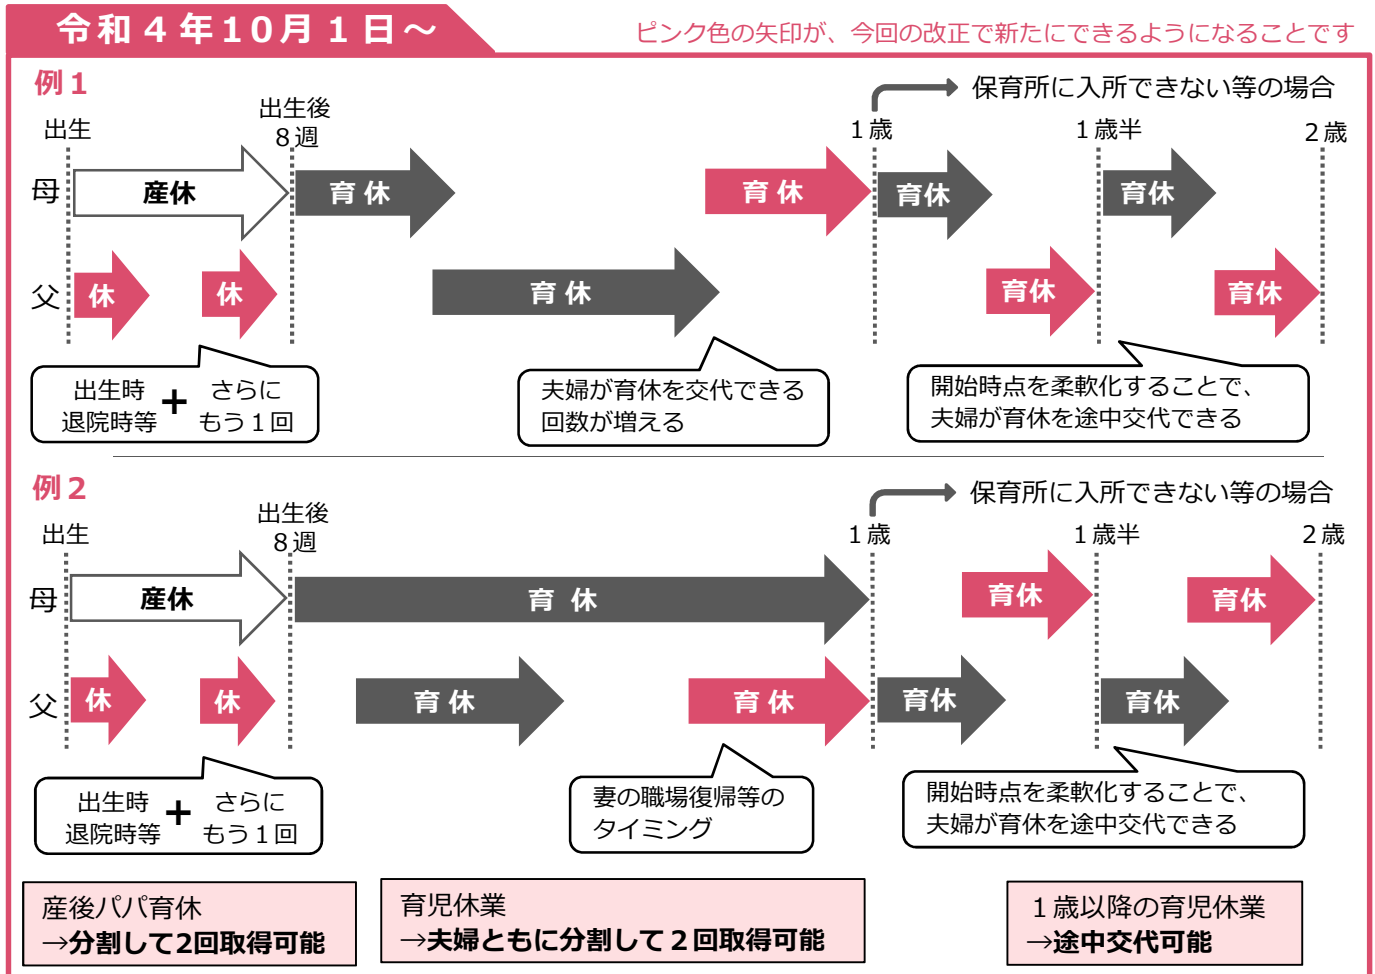 令和４年10月１日～
ピンク色の矢印が、今回の改正で新たにできるようになることです
例１
保育所に入所できない等の場合
出生
出生後
８週
１歳
１歳半
２歳
母
産休
育休
育休
育休
育休
父
休
休
育休
育休
育休
出生時
退院時等
＋
さらに
もう１回
夫婦が育休を交代できる
回数が増える
開始時点を柔軟化することで、
夫婦が育休を途中交代できる
例２
保育所に入所できない等の場合
出生
出生後
８週
１歳
１歳半
２歳
母
産休
育休
育休
育休
父
休
休
育休
育休
育休
育休
出生時
退院時等
＋
さらに
もう１回
妻の職場復帰等の
タイミング
開始時点を柔軟化することで、
夫婦が育休を途中交代できる
産後パパ育休
→分割して2回取得可能
育児休業
→夫婦ともに分割して２回取得可能
１歳以降の育児休業
→途中交代可能